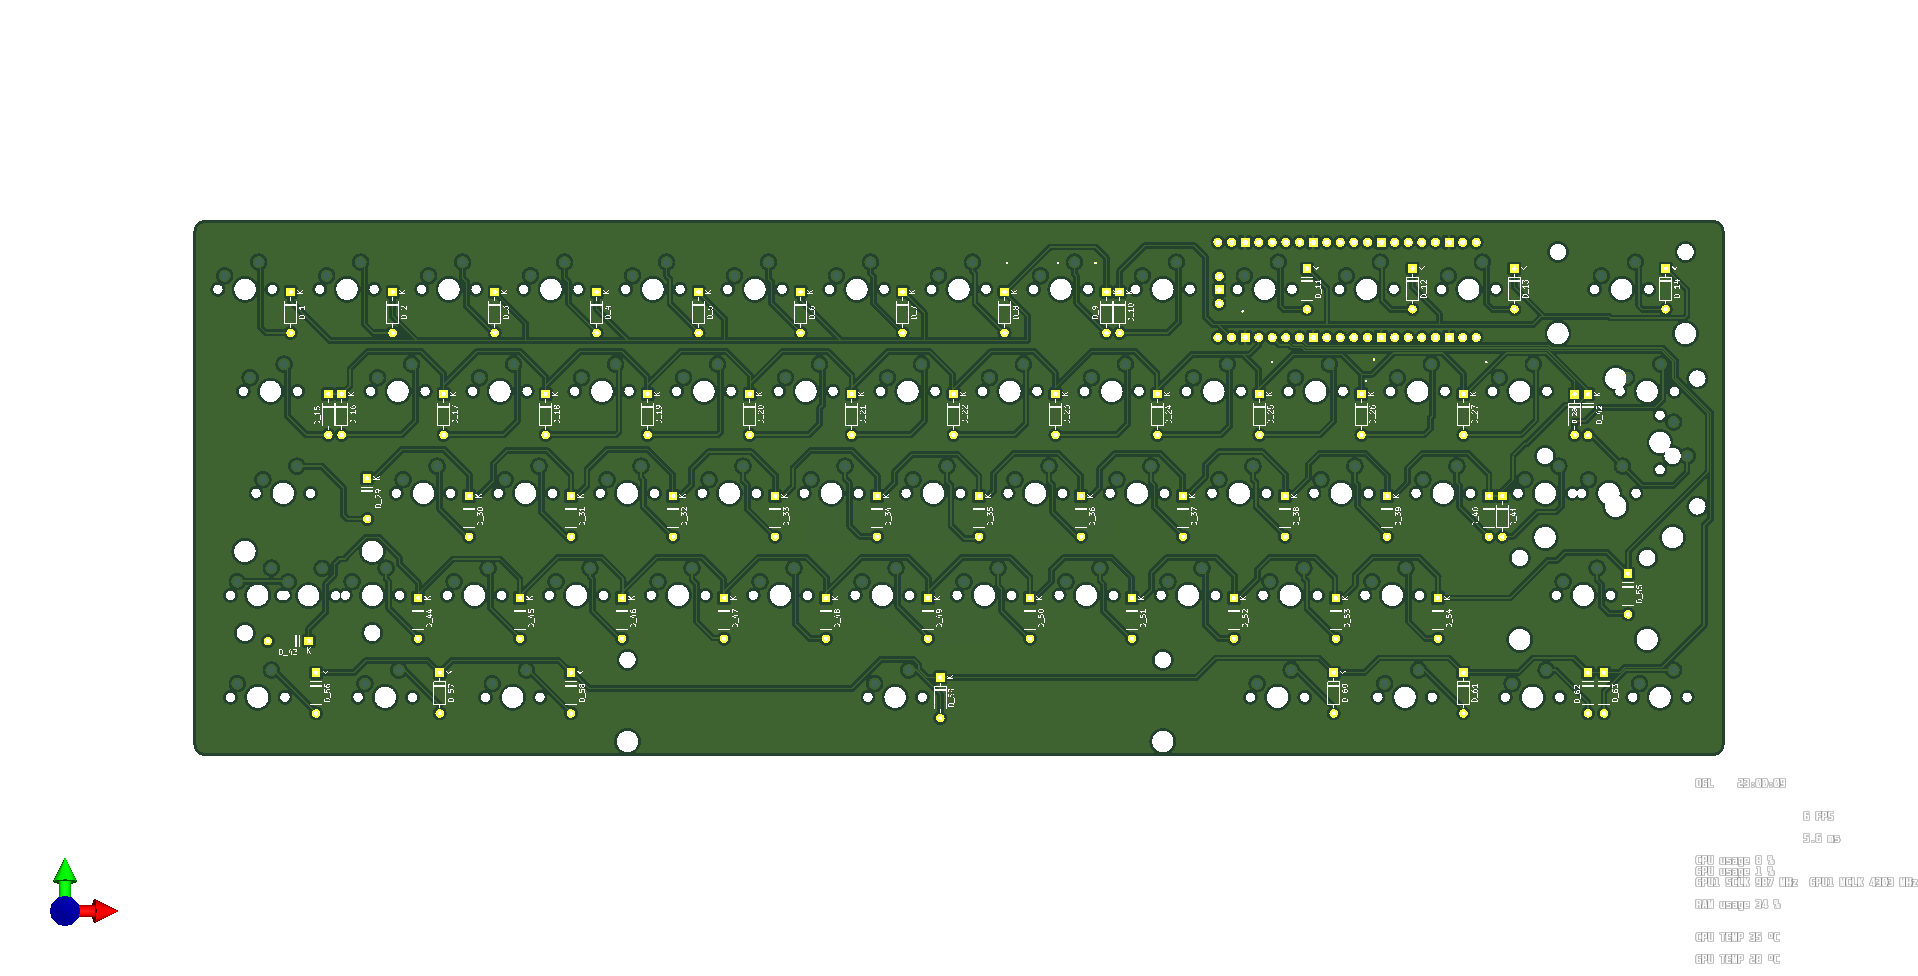 K K K K K K K K K K
D_1 D_2 D_3 D_4 D_5 D_6 D_7 D_8 D_9 D_10 D_11 D_12 D_13 D_14
K K K K K K K K K K K K K K
D_15 D_16 D_17 D_18 D_19 D_20 D_21 D_22 D_23 D_24 D_25 D_26 D_27 D_28 D_42
K K K K K K K K K K K K K
D_29 D_30 D_31 D_32 D_33 D_34 D_35 D_36 D_37 D_38 D_39 D_40 D_41
K K K K K K K K K K K K
D_44 D_45 D_46 D_47 D_48 D_49 D_50 D_51 D_52 D_53 D_54 D_55
D_43 K
D_56 D_57 D_58 D_59 D_60 D_61 D_62 D_63
OGL 23:00:09
6 FPS
5.6 ms
CPU usage 8 %
GPU usage 1 %
GPU1 SCLK 987 MHz GPU1 MCLK 4303 MHz
RAM usage 34 %
CPU TEMP 35 ºC
GPU TEMP 28 ºC